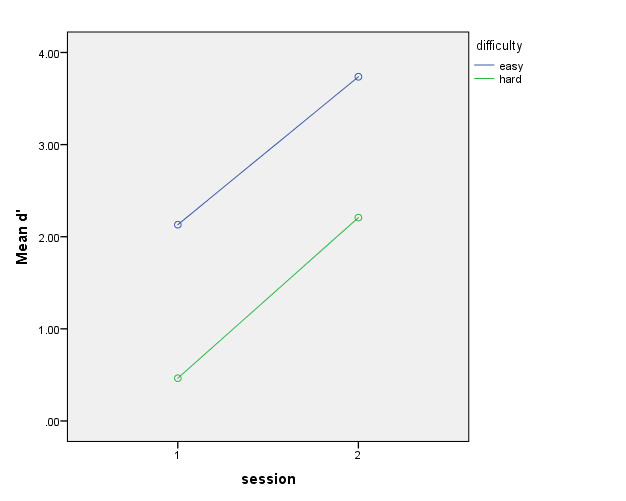 difficulty
easy
hard
4.00
3.00
2.00
1.00
.00
Mean d'
1
2
session